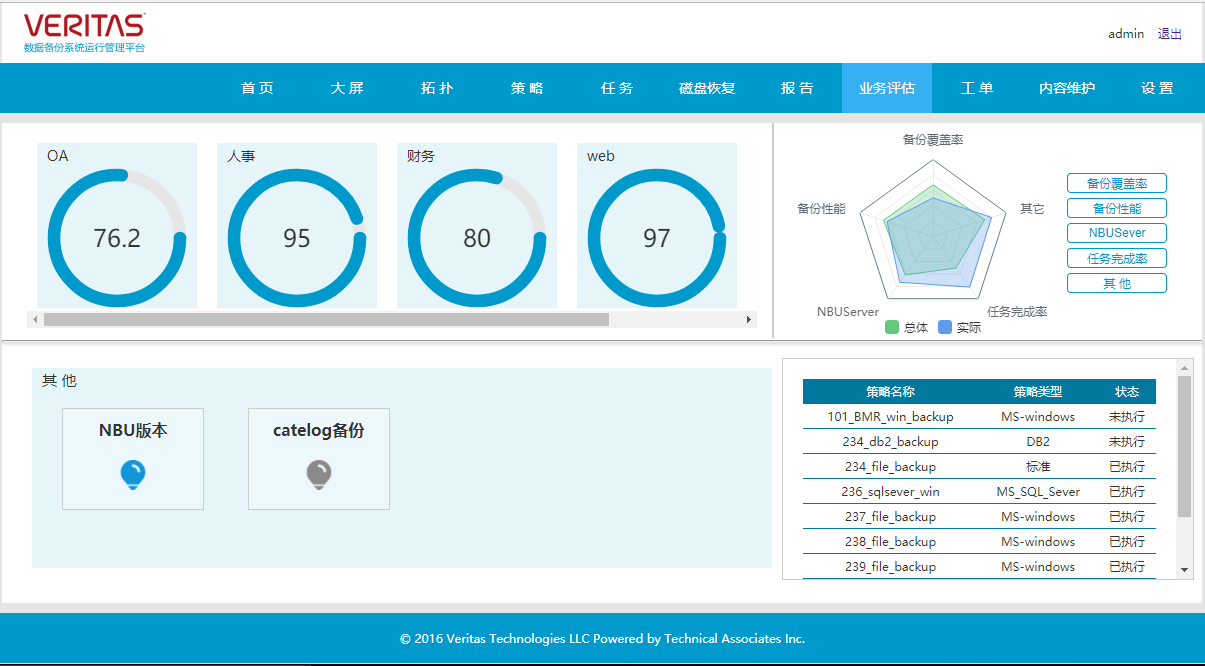 VERITAS
数据备份系统运行管理平台
admin 退出
首 页 大 屏 拓 扑 策 略 任 务 磁盘恢复 报 告 业务评估 工 单 内容维护 设 置
OA 人事 财务 web
76.2 95 80 97
备份覆盖率
备份性能 其它
NBUServer 任务完成率
总体 实际
备份覆盖率
备份性能
NBUSever
任务完成率
其 他
其 他
NBU版本 catelog备份
策略名称 策略类型 状态
101_BMR_win_backup MS-windows 未执行
234_db2_backup DB2 未执行
234_file_backup 标准 已执行
236_sqlsever_win MS_SQL_Sever 已执行
237_file_backup MS-windows 已执行
238_file_backup MS-windows 已执行
239_file_backup MS-windows 已执行
© 2016 Veritas Technologies LLC Powered by Technical Associates Inc.